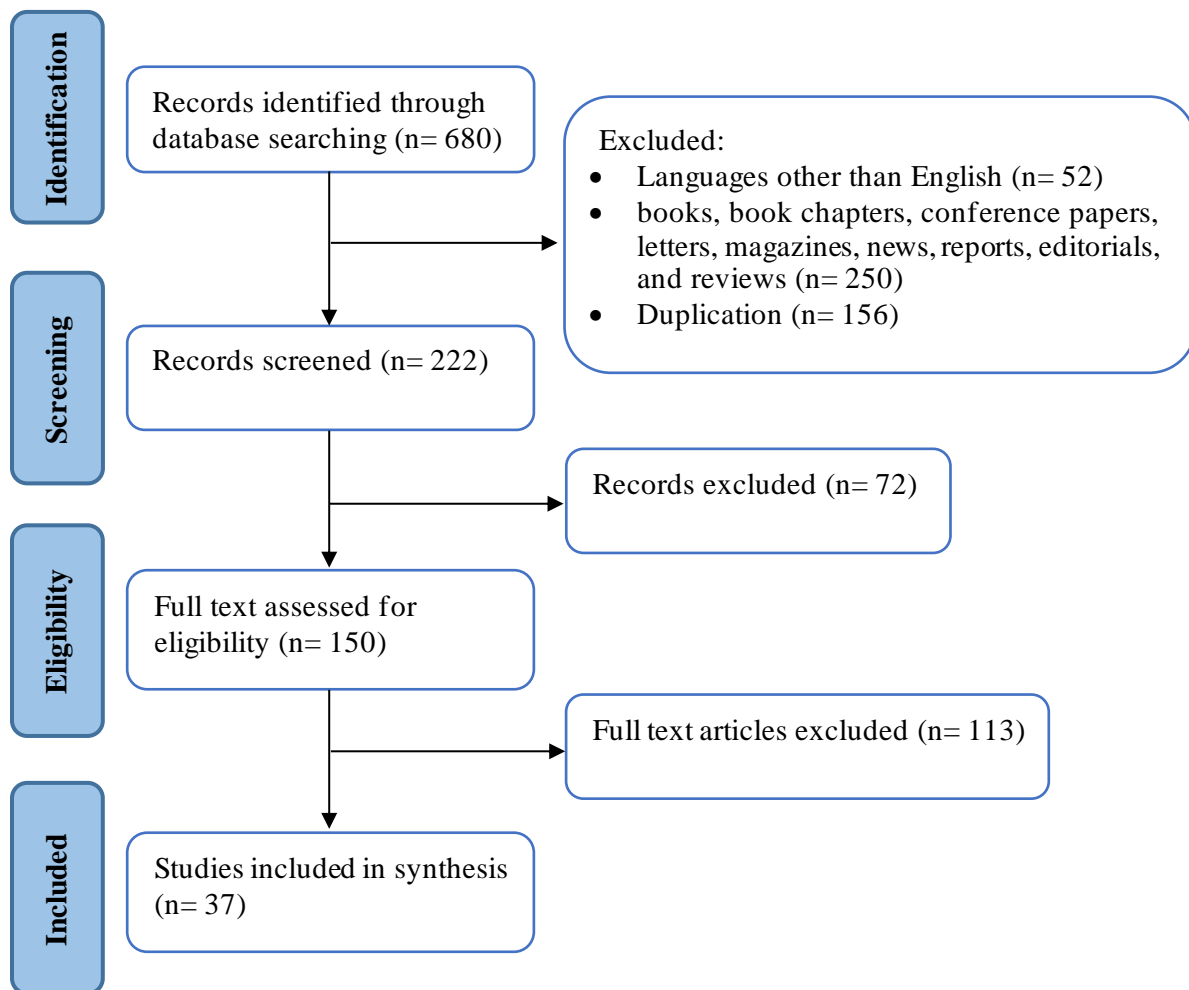 Identification
Records identified through
database searching (n= 680)
Excluded:
• Languages other than English (n= 52)
• books, book chapters, conference papers,
letters, magazines, news, reports, editorials,
and reviews (n= 250)
• Duplication (n= 156)
Screening
Records screened (n= 222)
Records excluded (n= 72)
Eligibility
Full text assessed for
eligibility (n= 150)
Full text articles excluded (n= 113)
Included
Studies included in synthesis
(n= 37)